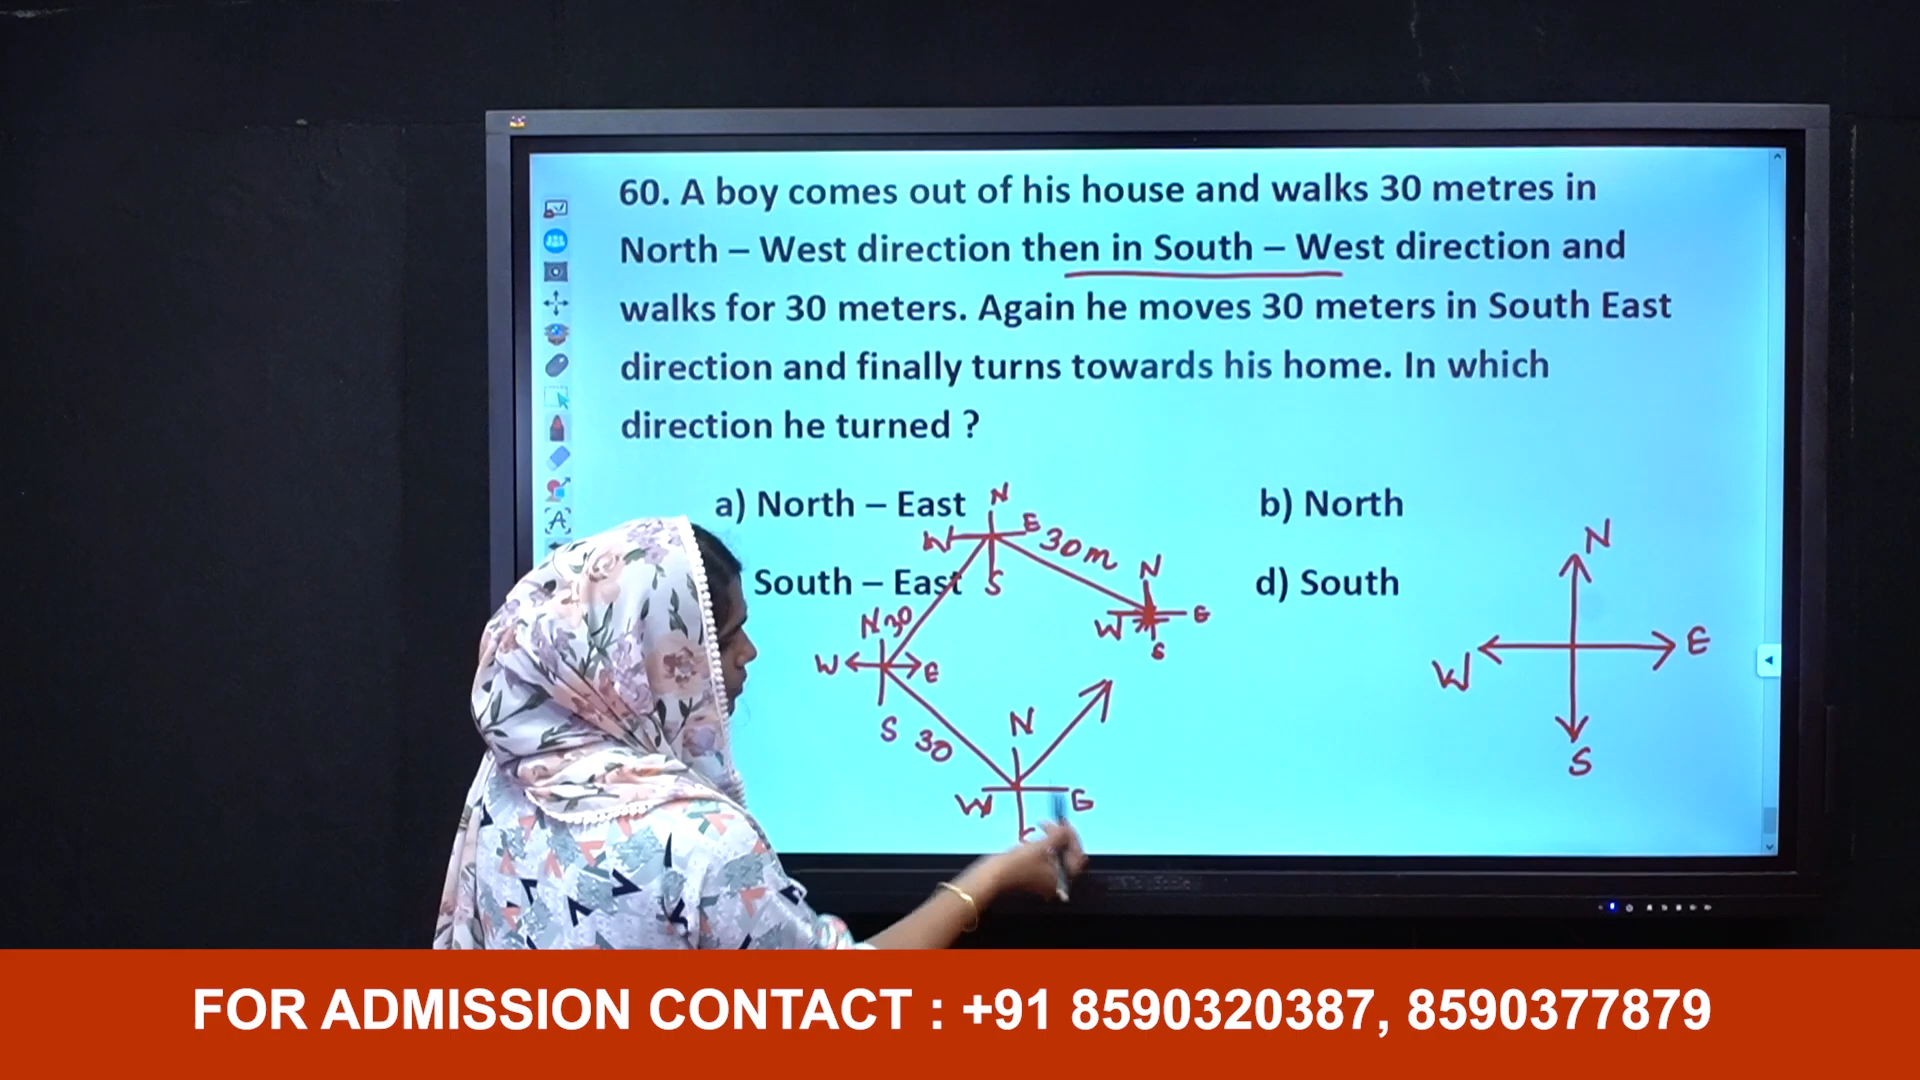 60. A boy comes out of his house and walks 30 metres in
North – West direction then in South – West direction and
walks for 30 meters. Again he moves 30 meters in South East
direction and finally turns towards his home. In which
direction he turned ?
a) North – East
b) North
South – East
d) South
N
W E
S
30m
N
W E
S
N 30
W E
S 30
N
W E
N
W E
S
FOR ADMISSION CONTACT : +91 8590320387, 8590377879